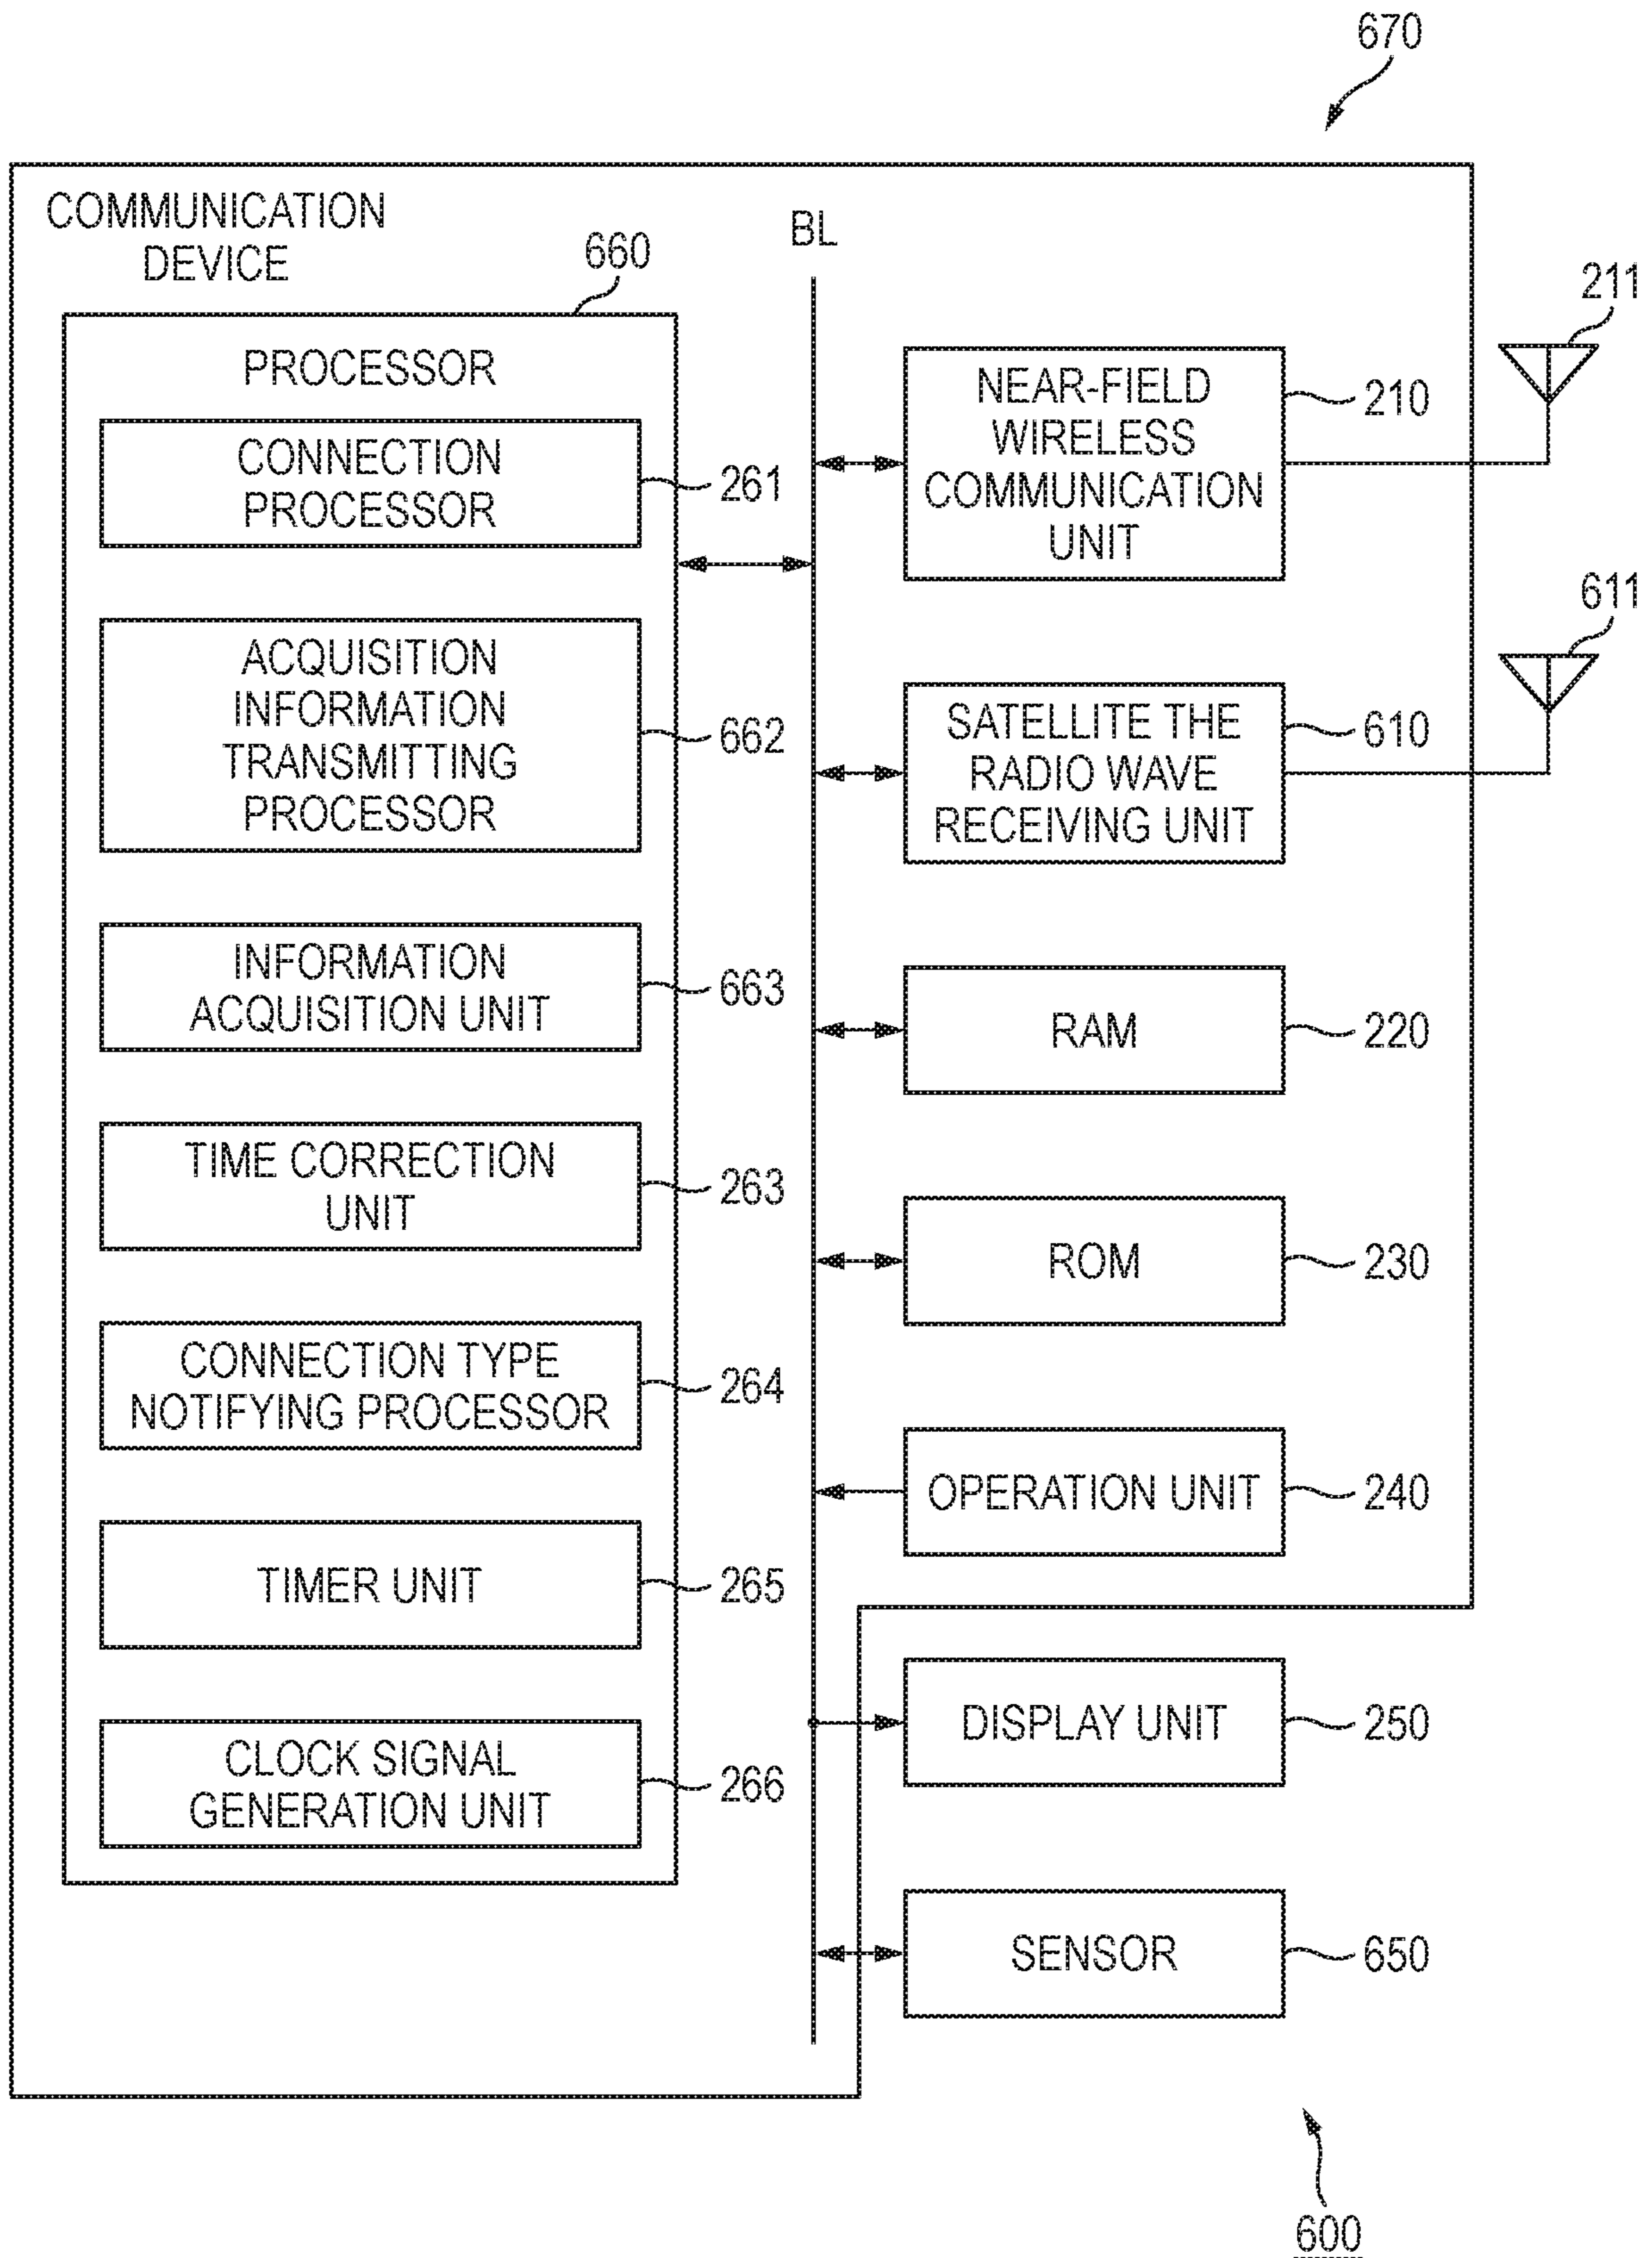 670
COMMUNICATION
DEVICE
BL
660
211
PROCESSOR
CONNECTION
PROCESSOR
261
NEAR-FIELD
WIRELESS
COMMUNICATION
UNIT
210
611
ACQUISITION
INFORMATION
TRANSMITTING
PROCESSOR
662
SATELLITE THE
RADIO WAVE
RECEIVING UNIT
610
INFORMATION
ACQUISITION UNIT
663
RAM
220
TIME CORRECTION
UNIT
263
ROM
230
CONNECTION TYPE
NOTIFYING PROCESSOR
264
OPERATION UNIT
240
TIMER UNIT
265
DISPLAY UNIT
250
CLOCK SIGNAL
GENERATION UNIT
266
SENSOR
650
600